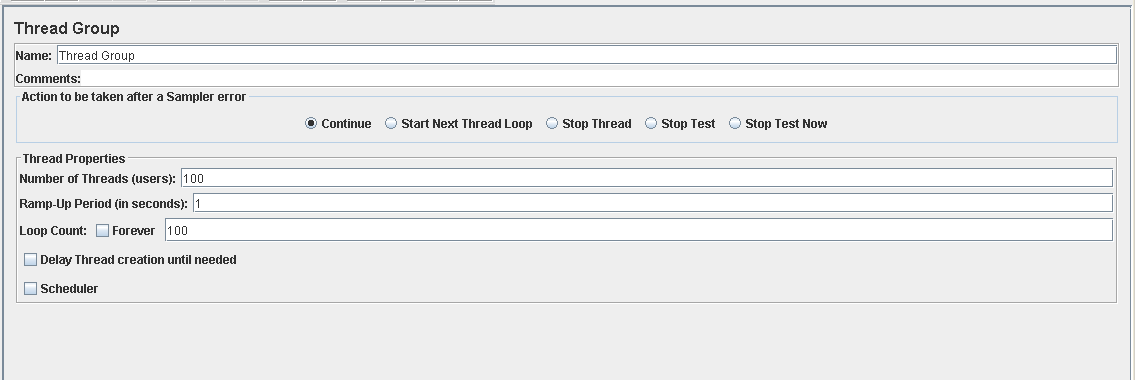 Thread Group
Name: Thread Group
Comments:
Action to be taken after a Sampler error
Continue Start Next Thread Loop Stop Thread Stop Test Stop Test Now
Thread Properties
Number of Threads (users): 100
Ramp-Up Period (in seconds): 1
Loop Count: Forever 100
Delay Thread creation until needed
Scheduler